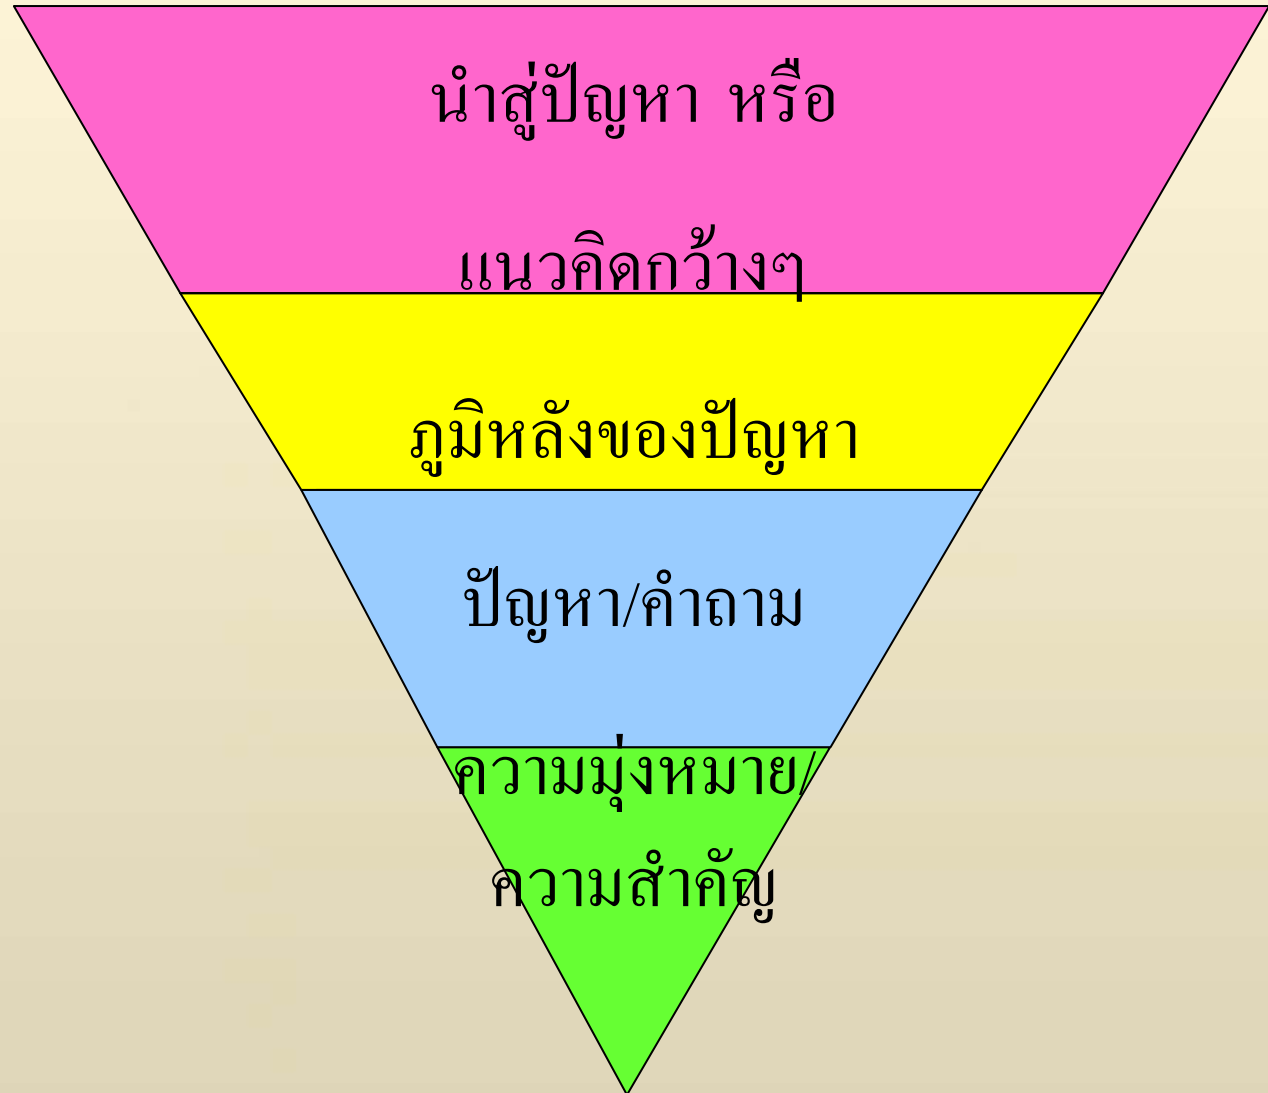 นำสู่ปัญหา หรือ
แนวคิดกว้างๆ
ภูมิหลังของปัญหา
ปัญหา/คำถาม
ความมุ่งหมาย/
ความสำคัญ